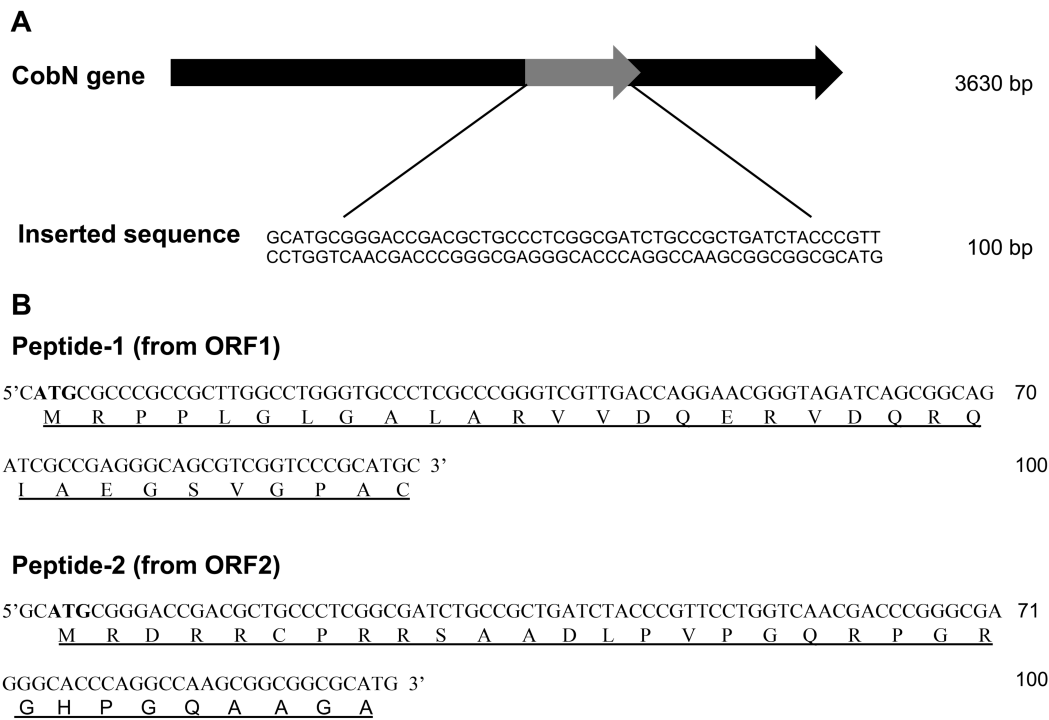 A
CobN gene
3630 bp
Inserted sequence
GCATGCGGGACCGACGCTGCCCTCGGCGATCTGCCGCTGATCTACCCGTT
CCTGGTCAACGACCCGGGCGAGGGCACCCAGGCCAAGCGGCGGCGCATG
100 bp
B
Peptide-1 (from ORF1)
5’CATGCGCCCGCCGCTTGGCCTGGGTGCCCTCGCCCGGGTCGTTGACCAGGAACGGGTAGATCAGCGGCAG 70
M R P P L G L G A L A R V V D Q E R V D Q R Q
ATCGCCGAGGGCAGCGTCGGTCCCGCATGC 3’
100
I A E G S V G P A C
Peptide-2 (from ORF2)
5’GCATGCGGGACCGACGCTGCCCTCGGCGATCTGCCGCTGATCTACCCGTTCCTGGTCAACGACCCGGGCGA 71
M R D R R C P R R S A A D L P V P G Q R P G R
GGGCACCCAGGCCAAGCGGCGGCGCATG 3’
100
G H P G Q A A G A